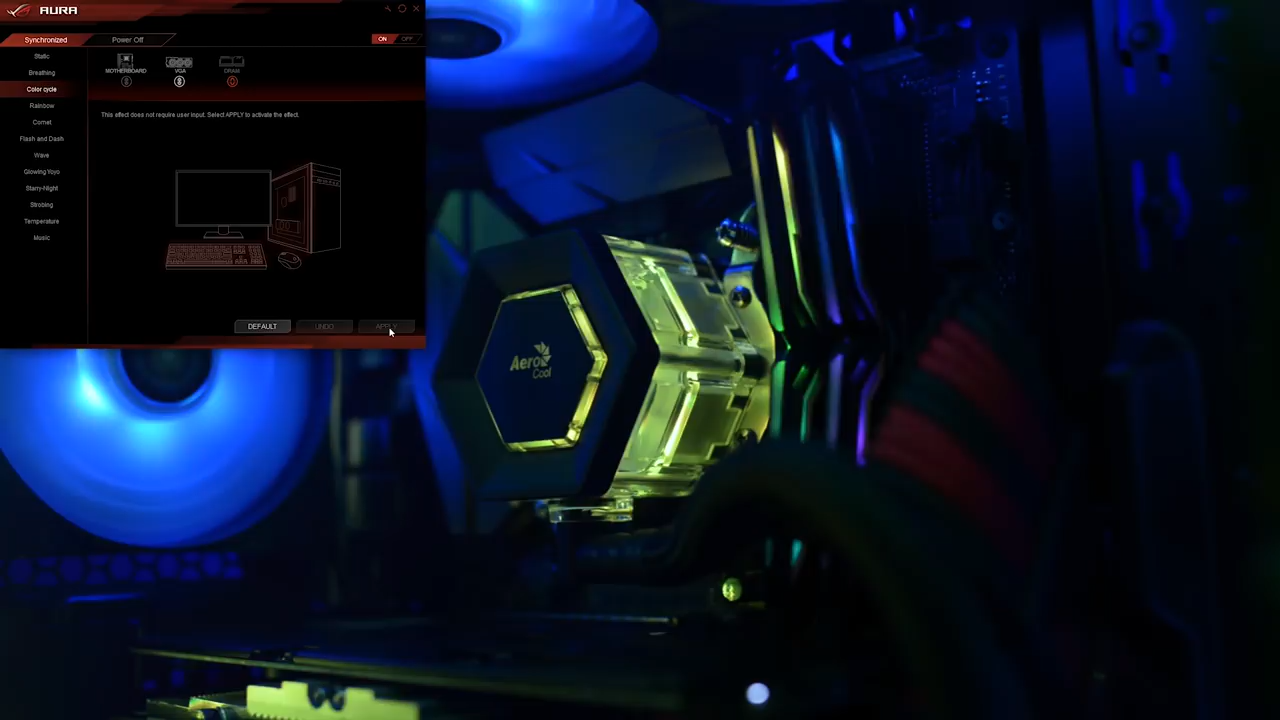 AURA
Synchronized
Power Off
ON
OFF
Static
Breathing
Color cycle
Rainbow
Comet
Flash and Dash
Wave
Glowing Yoyo
Starry-Night
Strobing
Temperature
Music
MOTHERBOARD
VGA
DRAM
This effect does not require user input. Select APPLY to activate the effect.
DEFAULT
UNDO
APPLY
Aero
Cool